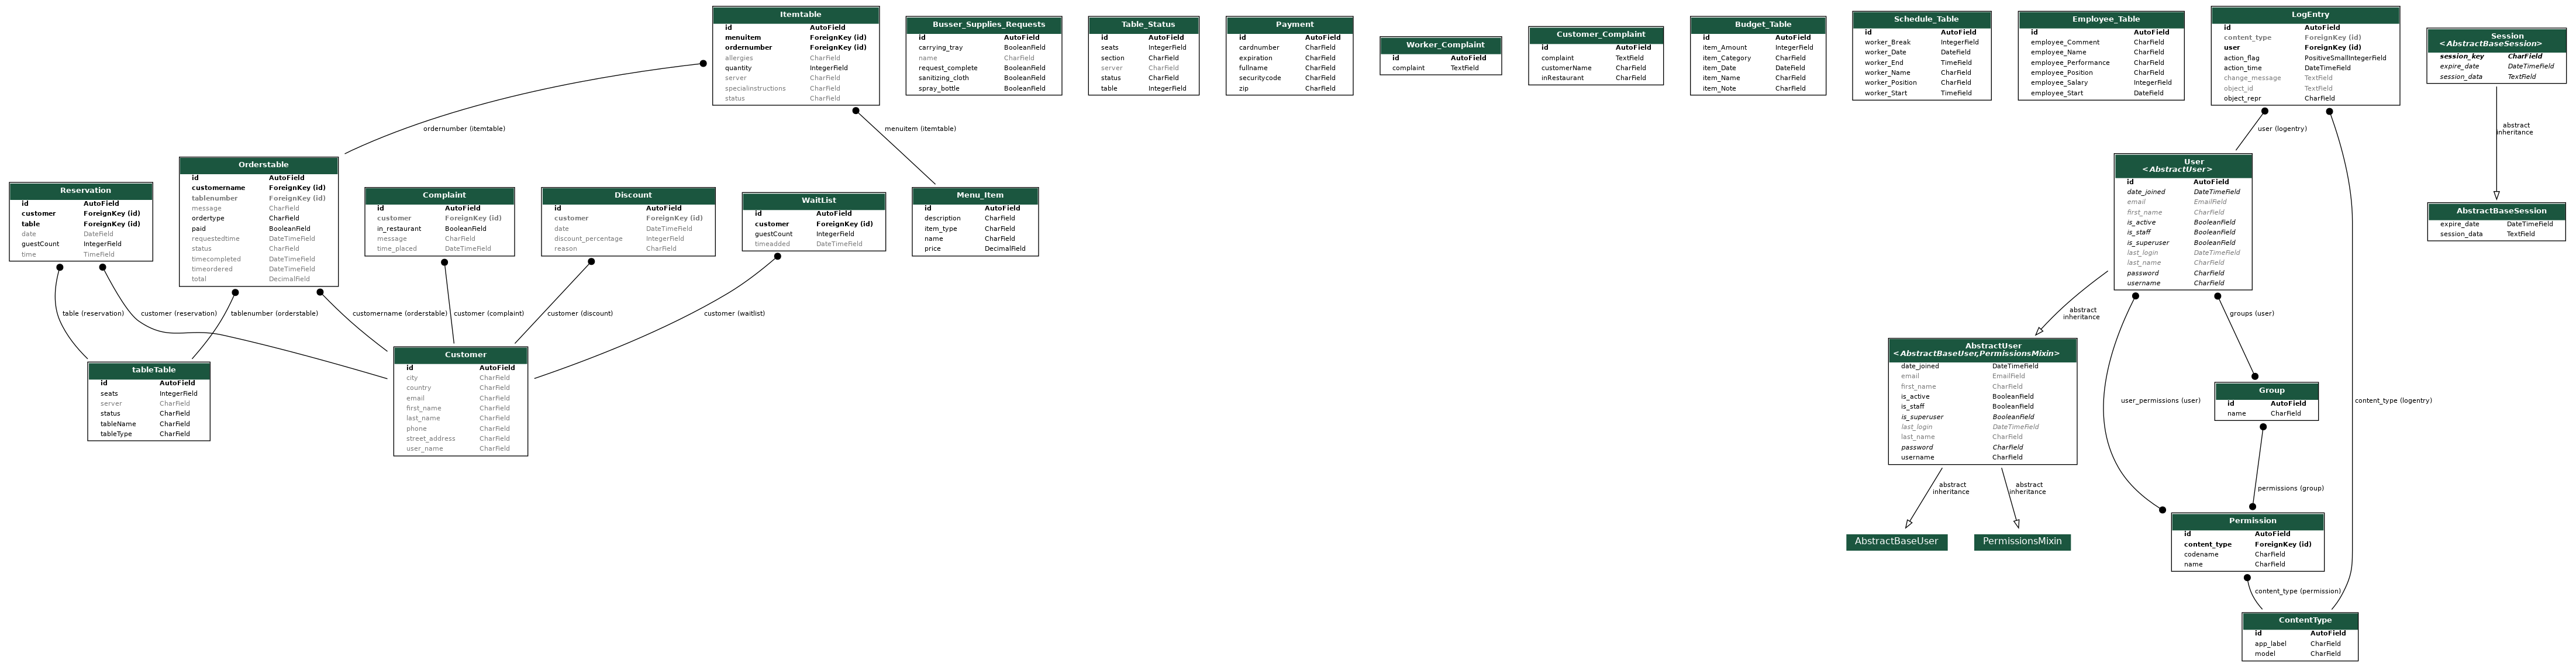 Itemtable
id AutoField
menuitem ForeignKey (id)
ordernumber ForeignKey (id)
allergies CharField
quantity IntegerField
server CharField
specialinstructions CharField
status CharField
Busser_Supplies_Requests
id AutoField
carrying_tray BooleanField
name CharField
request_complete BooleanField
sanitizing_cloth BooleanField
spray_bottle BooleanField
Table_Status
id AutoField
seats IntegerField
section CharField
server CharField
status CharField
table IntegerField
Payment
id AutoField
cardnumber CharField
expiration CharField
fullname CharField
securitycode CharField
zip CharField
Worker_Complaint
id AutoField
complaint TextField
Customer_Complaint
id AutoField
complaint TextField
customerName CharField
inRestaurant CharField
Budget_Table
id AutoField
item_Amount IntegerField
item_Category CharField
item_Date DateField
item_Name CharField
item_Note CharField
Schedule_Table
id AutoField
worker_Break IntegerField
worker_Date DateField
worker_End TimeField
worker_Name CharField
worker_Position CharField
worker_Start TimeField
Employee_Table
id AutoField
employee_Comment CharField
employee_Name CharField
employee_Performance CharField
employee_Position CharField
employee_Salary IntegerField
employee_Start DateField
LogEntry
id AutoField
content_type ForeignKey (id)
user ForeignKey (id)
action_flag PositiveSmallIntegerField
action_time DateTimeField
change_message TextField
object_id TextField
object_repr CharField
Session
<AbstractBaseSession>
session_key CharField
expire_date DateTimeField
session_data TextField
ordernumber (itemtable)
menuitem (itemtable)
user (logentry)
abstract
inheritance
Reservation
id AutoField
customer ForeignKey (id)
table ForeignKey (id)
date DateField
guestCount IntegerField
time TimeField
Orderstable
id AutoField
customername ForeignKey (id)
tablenumber ForeignKey (id)
message CharField
ordertype CharField
paid BooleanField
requestedtime DateTimeField
status CharField
timecompleted DateTimeField
timeordered DateTimeField
total DecimalField
Complaint
id AutoField
customer ForeignKey (id)
in_restaurant BooleanField
message CharField
time_placed DateTimeField
Discount
id AutoField
customer ForeignKey (id)
date DateTimeField
discount_percentage IntegerField
reason CharField
WaitList
id AutoField
customer ForeignKey (id)
guestCount IntegerField
timeadded DateTimeField
Menu_Item
id AutoField
description CharField
item_type CharField
name CharField
price DecimalField
User
<AbstractUser>
id AutoField
date_joined DateTimeField
email EmailField
first_name CharField
is_active BooleanField
is_staff BooleanField
is_superuser BooleanField
last_login DateTimeField
last_name CharField
password CharField
username CharField
AbstractBaseSession
expire_date DateTimeField
session_data TextField
table (reservation)
customer (reservation)
tablenumber (orderstable)
customername (orderstable)
customer (complaint)
customer (discount)
customer (waitlist)
abstract
inheritance
groups (user)
tableTable
id AutoField
seats IntegerField
server CharField
status CharField
tableName CharField
tableType CharField
Customer
id AutoField
city CharField
country CharField
email CharField
first_name CharField
last_name CharField
phone CharField
street_address CharField
user_name CharField
AbstractUser
<AbstractBaseUser,PermissionsMixin>
date_joined DateTimeField
email EmailField
first_name CharField
is_active BooleanField
is_staff BooleanField
is_superuser BooleanField
last_login DateTimeField
last_name CharField
password CharField
username CharField
user_permissions (user)
Group
id AutoField
name CharField
content_type (logentry)
abstract
inheritance
abstract
inheritance
permissions (group)
AbstractBaseUser
PermissionsMixin
Permission
id AutoField
content_type ForeignKey (id)
codename CharField
name CharField
content_type (permission)
ContentType
id AutoField
app_label CharField
model CharField